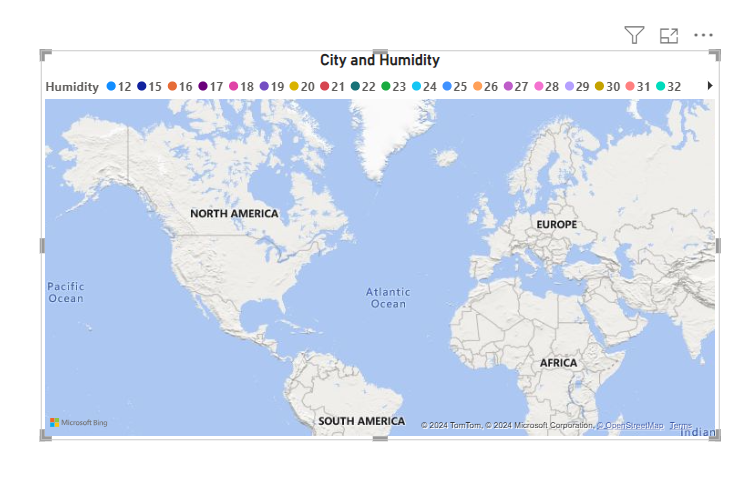 City and Humidity
Humidity 12 15 16 17 18 19 20 21 22 23 24 25 26 27 28 29 30 31 32
NORTH AMERICA
EUROPE
Pacific
Ocean
Atlantic
Ocean
AFRICA
SOUTH AMERICA
Microsoft Bing
© 2024 TomTom, © 2024 Microsoft Corporation, © OpenStreetMap Terms
Indian